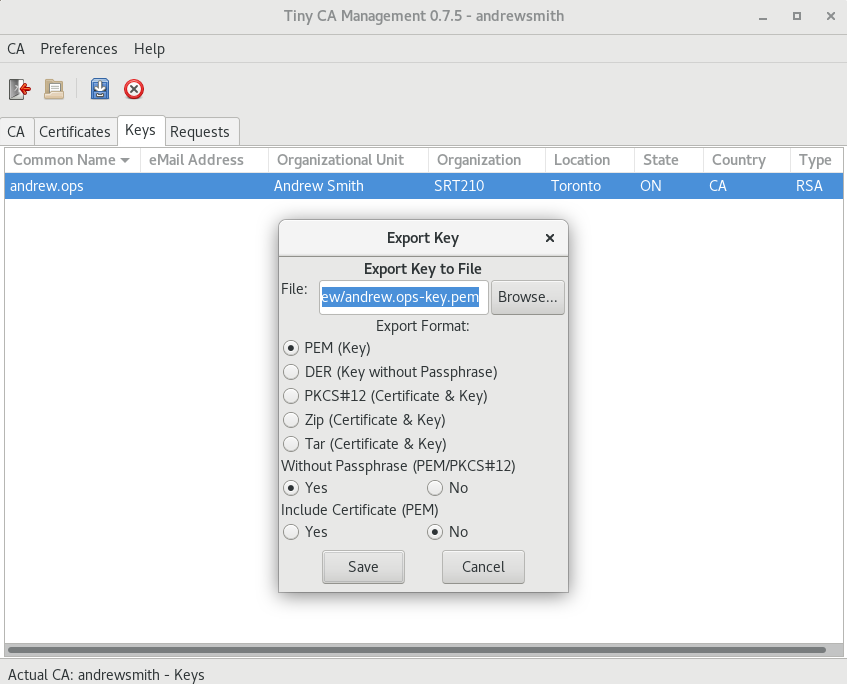 Tiny CA Management 0.7.5 - andrewsmith
CA Preferences Help
CA Certificates Keys Requests
Common Name eMail Address Organizational Unit Organization Location State Country Type
andrew.ops Andrew Smith SRT210 Toronto ON CA RSA
Export Key
Export Key to File
File: ew/andrew.ops-key.pem Browse...
Export Format:
PEM (Key)
DER (Key without Passphrase)
PKCS#12 (Certificate & Key)
Zip (Certificate & Key)
Tar (Certificate & Key)
Without Passphrase (PEM/PKCS#12)
Yes No
Include Certificate (PEM)
Yes No
Save Cancel
Actual CA: andrewsmith - Keys